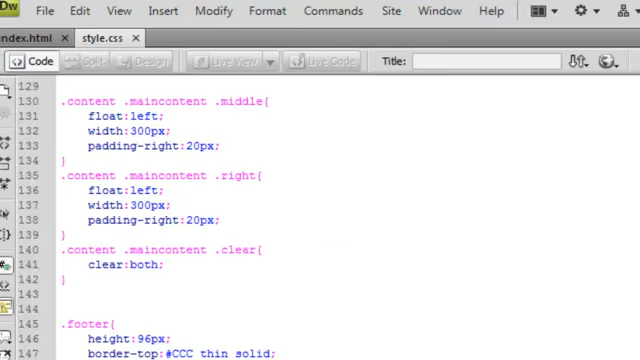 Dw File Edit View Insert Modify Format Commands Site Window Help
index.html × style.css ×
Code Split Design Live View Live Code Title:
129
130 .content .maincontent .middle{
131 float:left;
132 width:300px;
133 padding-right:20px;
134 }
135 .content .maincontent .right{
136 float:left;
137 width:300px;
138 padding-right:20px;
139 }
140 .content .maincontent .clear{
141 clear:both;
142 }
143
144
145 .footer{
146 height:96px;
147 border-top:#CCC thin solid;